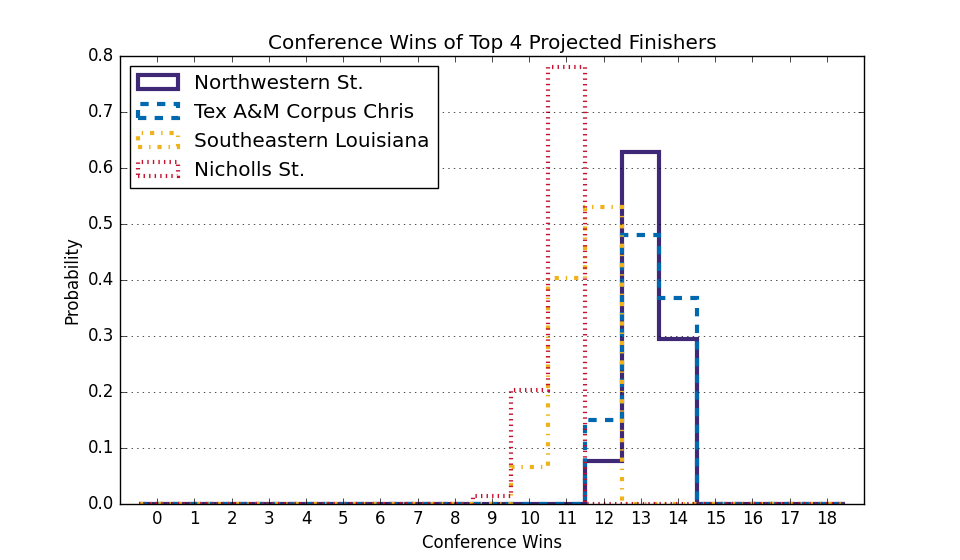 Conference Wins of Top 4 Projected Finishers
0.8
0.7
0.6
0.5
0.4
0.3
0.2
0.1
0.0
Probability
Northwestern St.
Tex A&M Corpus Chris
Southeastern Louisiana
Nicholls St.
0 1 2 3 4 5 6 7 8 9 10 11 12 13 14 15 16 17 18
Conference Wins